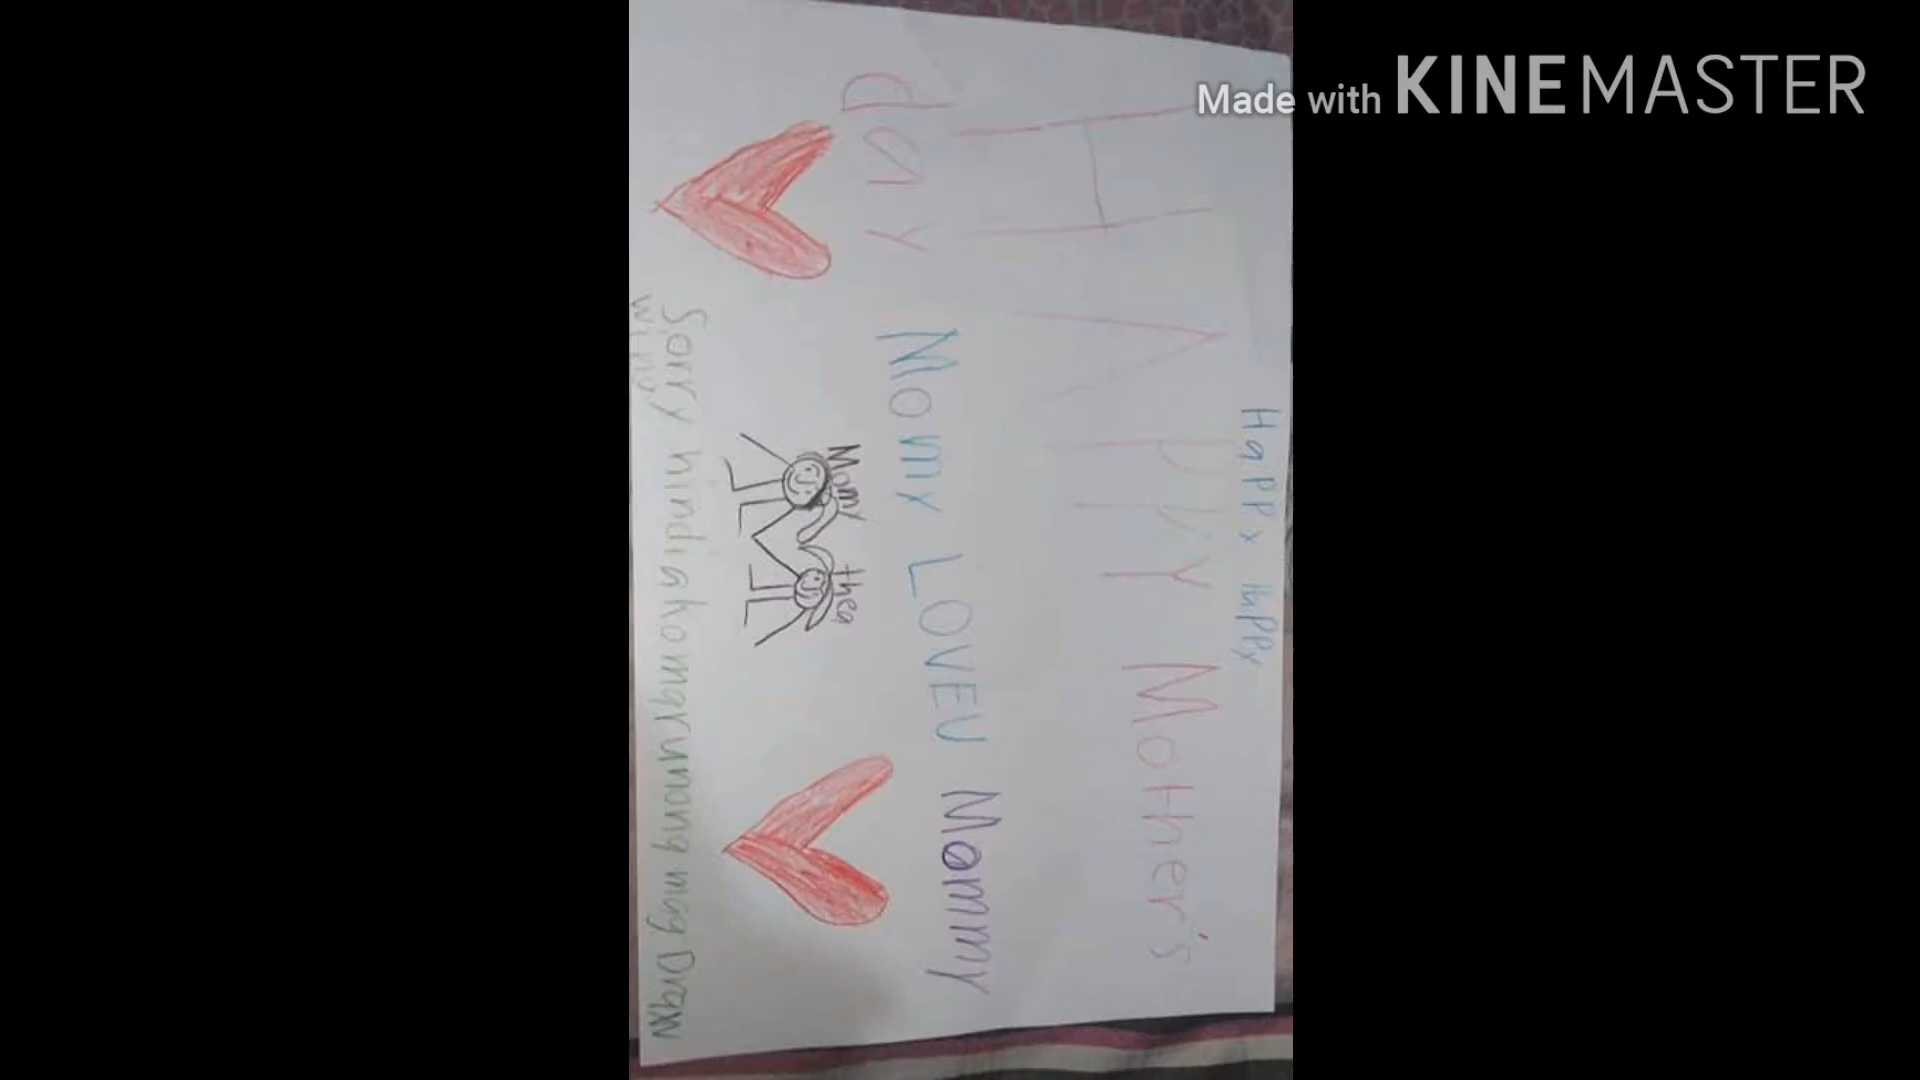 Made with KINEMASTER
Happy happy
HAPPY Mother's
day Momy LOVEU Mommy
Momy thea
Sorry hindi ako marunong mag Draw